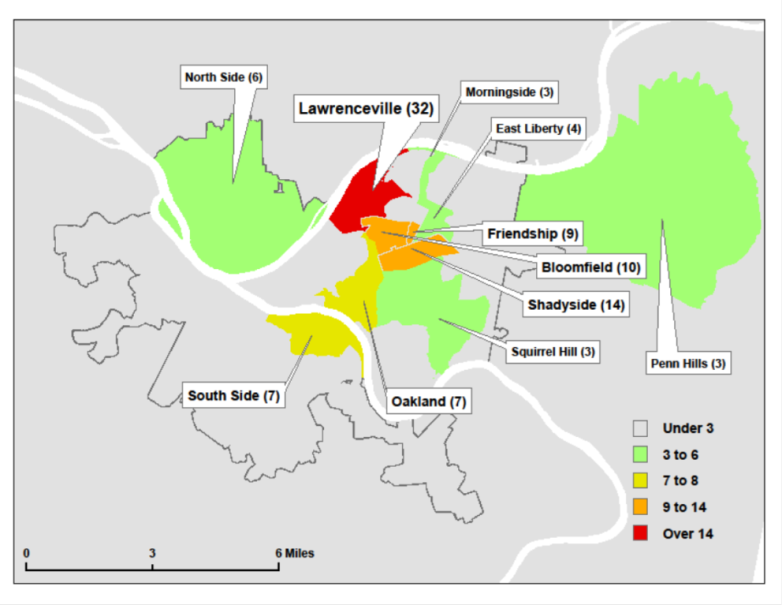 North Side (6)
Morningside (3)
Lawrenceville (32)
East Liberty (4)
Friendship (9)
Bloomfield (10)
Shadyside (14)
Squirrel Hill (3)
Penn Hills (3)
South Side (7)
Oakland (7)
Under 3
3 to 6
7 to 8
9 to 14
Over 14
0 3 6 Miles